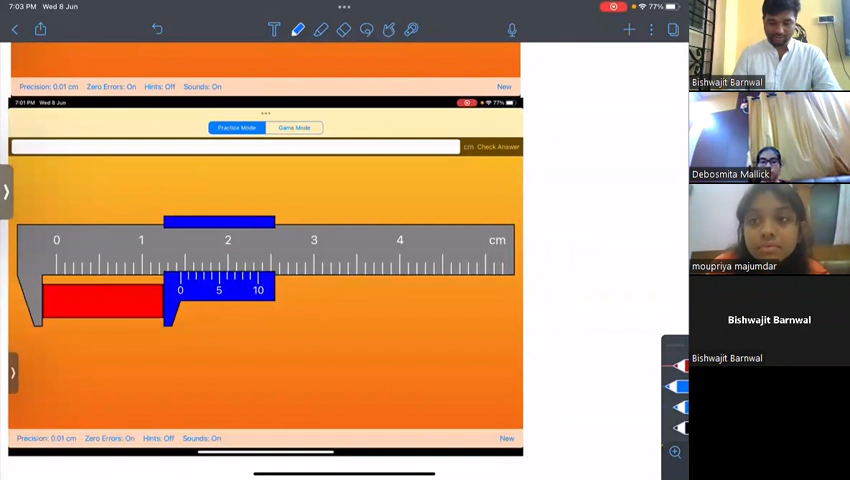 7:03 PM Wed 8 Jun
77%
Precision: 0.01 cm Zero Errors: On Hints: Off Sounds: On New
7:01 PM Wed 8 Jun
77%
Practice Mode Game Mode
cm Check Answer
0 1 2 3 4 cm
0 5 10
Precision: 0.01 cm Zero Errors: On Hints: Off Sounds: On New
Bishwajit Barnwal
Debosmita Mallick
moupriya majumdar
Bishwajit Barnwal
Bishwajit Barnwal